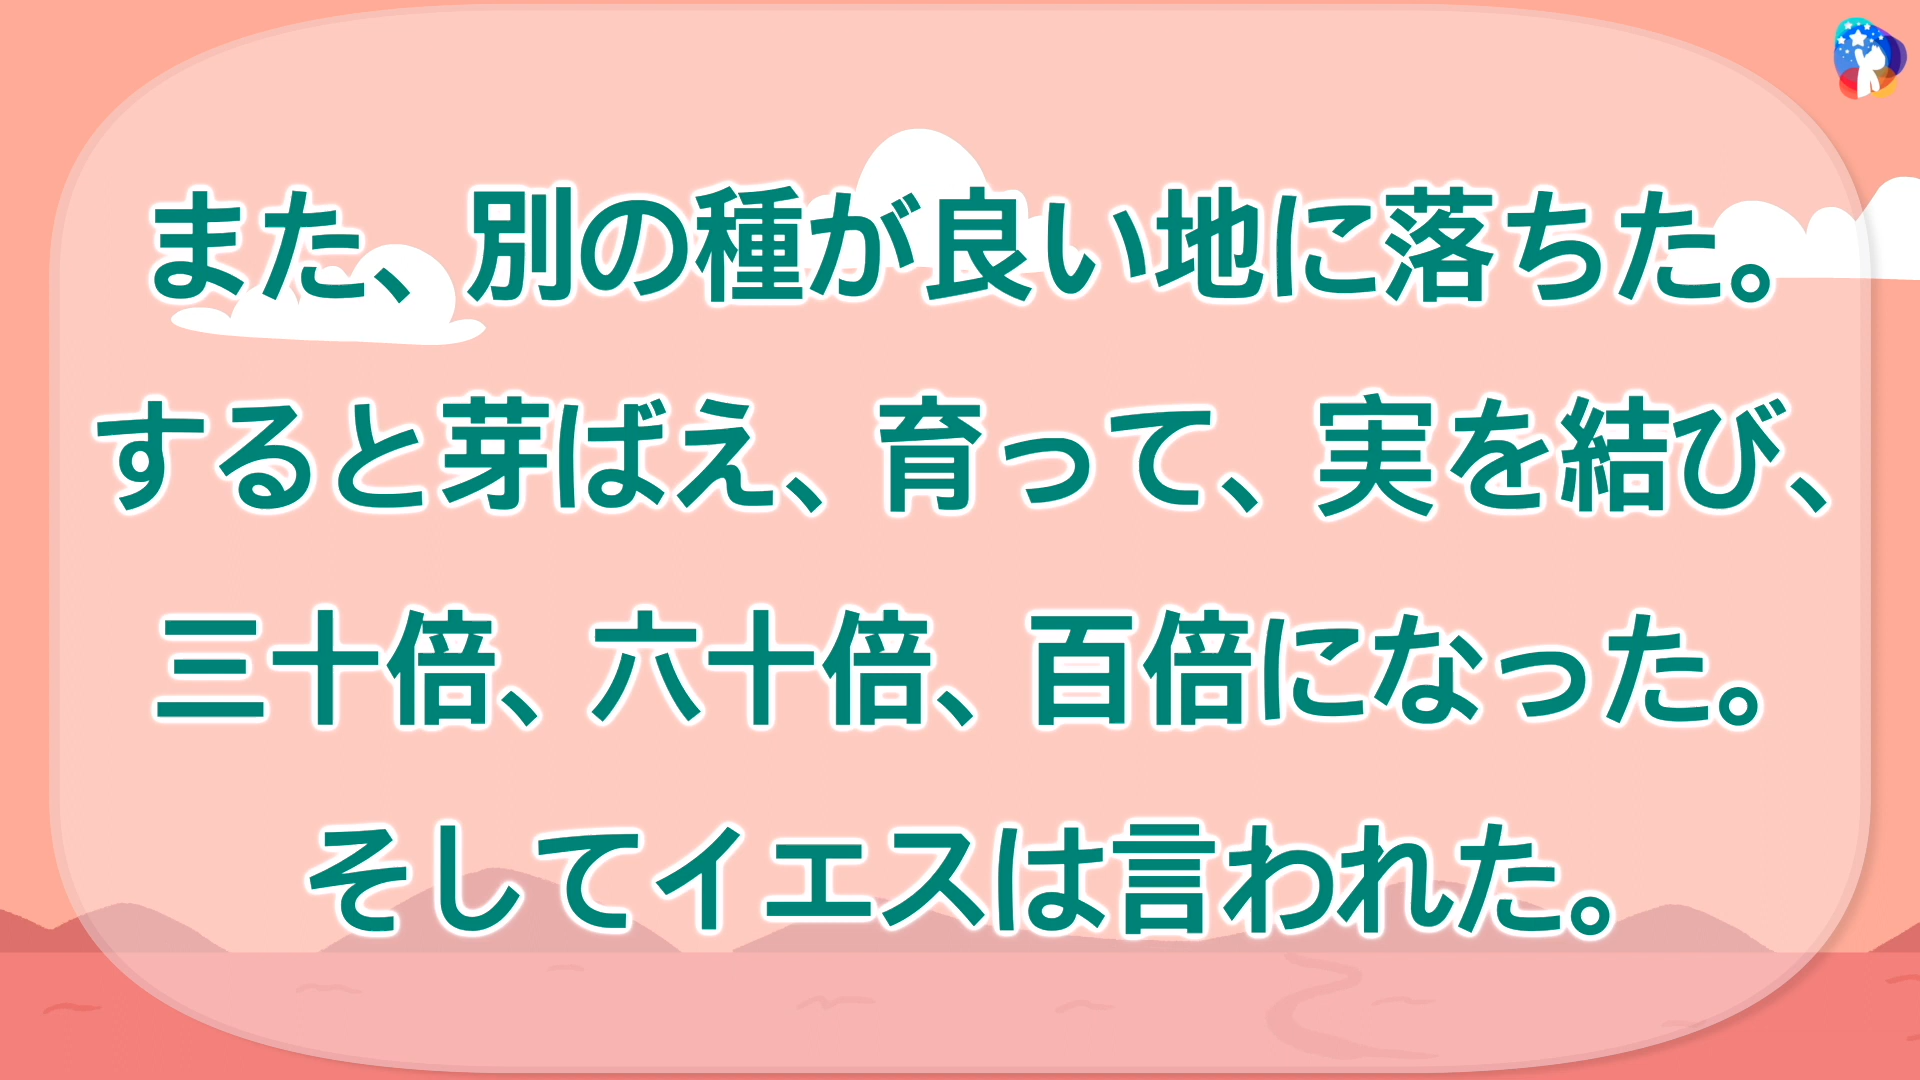 また、別の種が良い地に落ちた。
すると芽ばえ、育って、実を結び、
三十倍、六十倍、百倍になった。
そしてイエスは言われた。